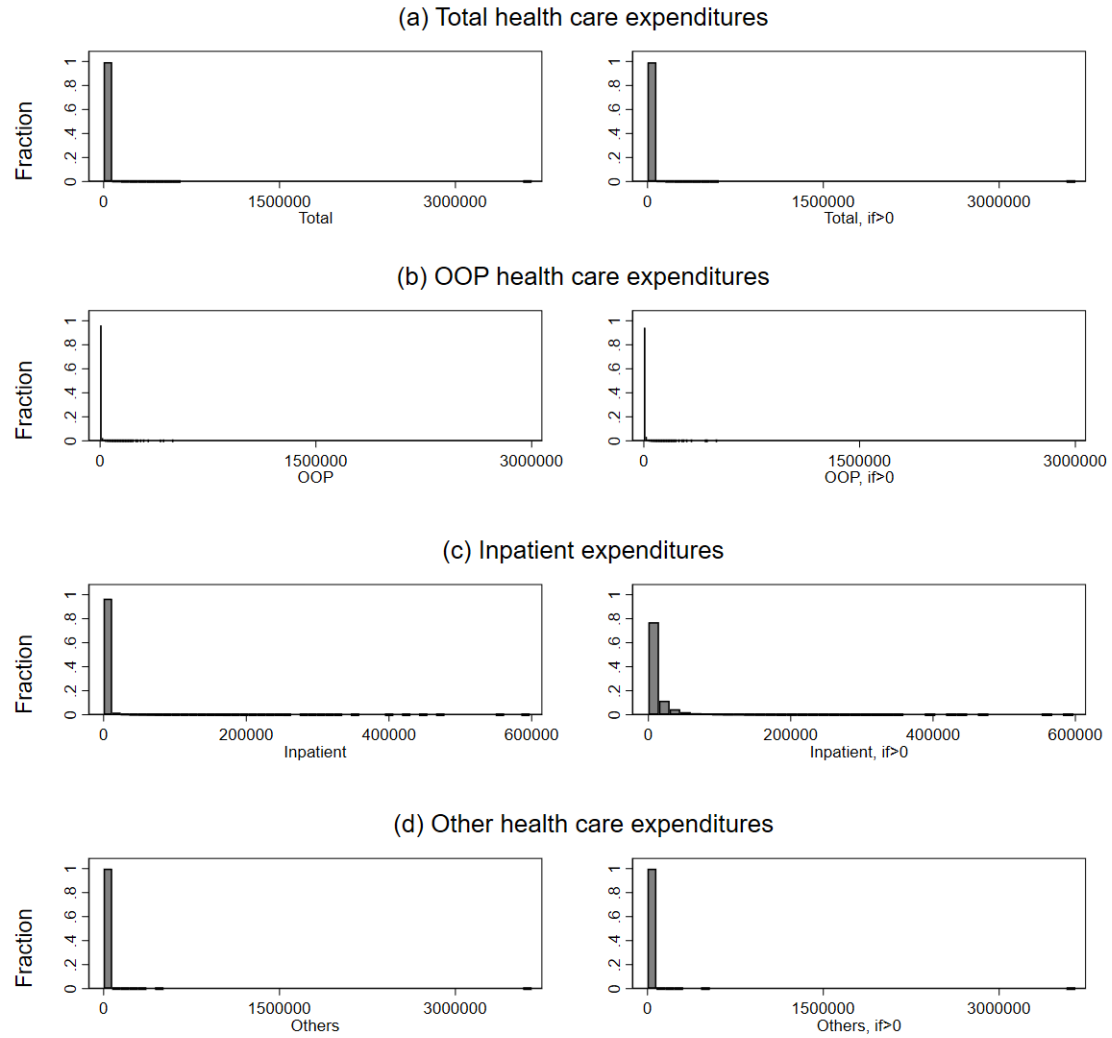 (a) Total health care expenditures
Fraction
0 .2 .4 .6 .8 1
0 1500000 3000000
Total
0 .2 .4 .6 .8 1
0 1500000 3000000
Total, if>0
(b) OOP health care expenditures
Fraction
0 .2 .4 .6 .8 1
0 1500000 3000000
OOP
0 .2 .4 .6 .8 1
0 1500000 3000000
OOP, if>0
(c) Inpatient expenditures
Fraction
0 .2 .4 .6 .8 1
0 200000 400000 600000
Inpatient
0 .2 .4 .6 .8 1
0 200000 400000 600000
Inpatient, if>0
(d) Other health care expenditures
Fraction
0 .2 .4 .6 .8 1
0 1500000 3000000
Others
0 .2 .4 .6 .8 1
0 1500000 3000000
Others, if>0